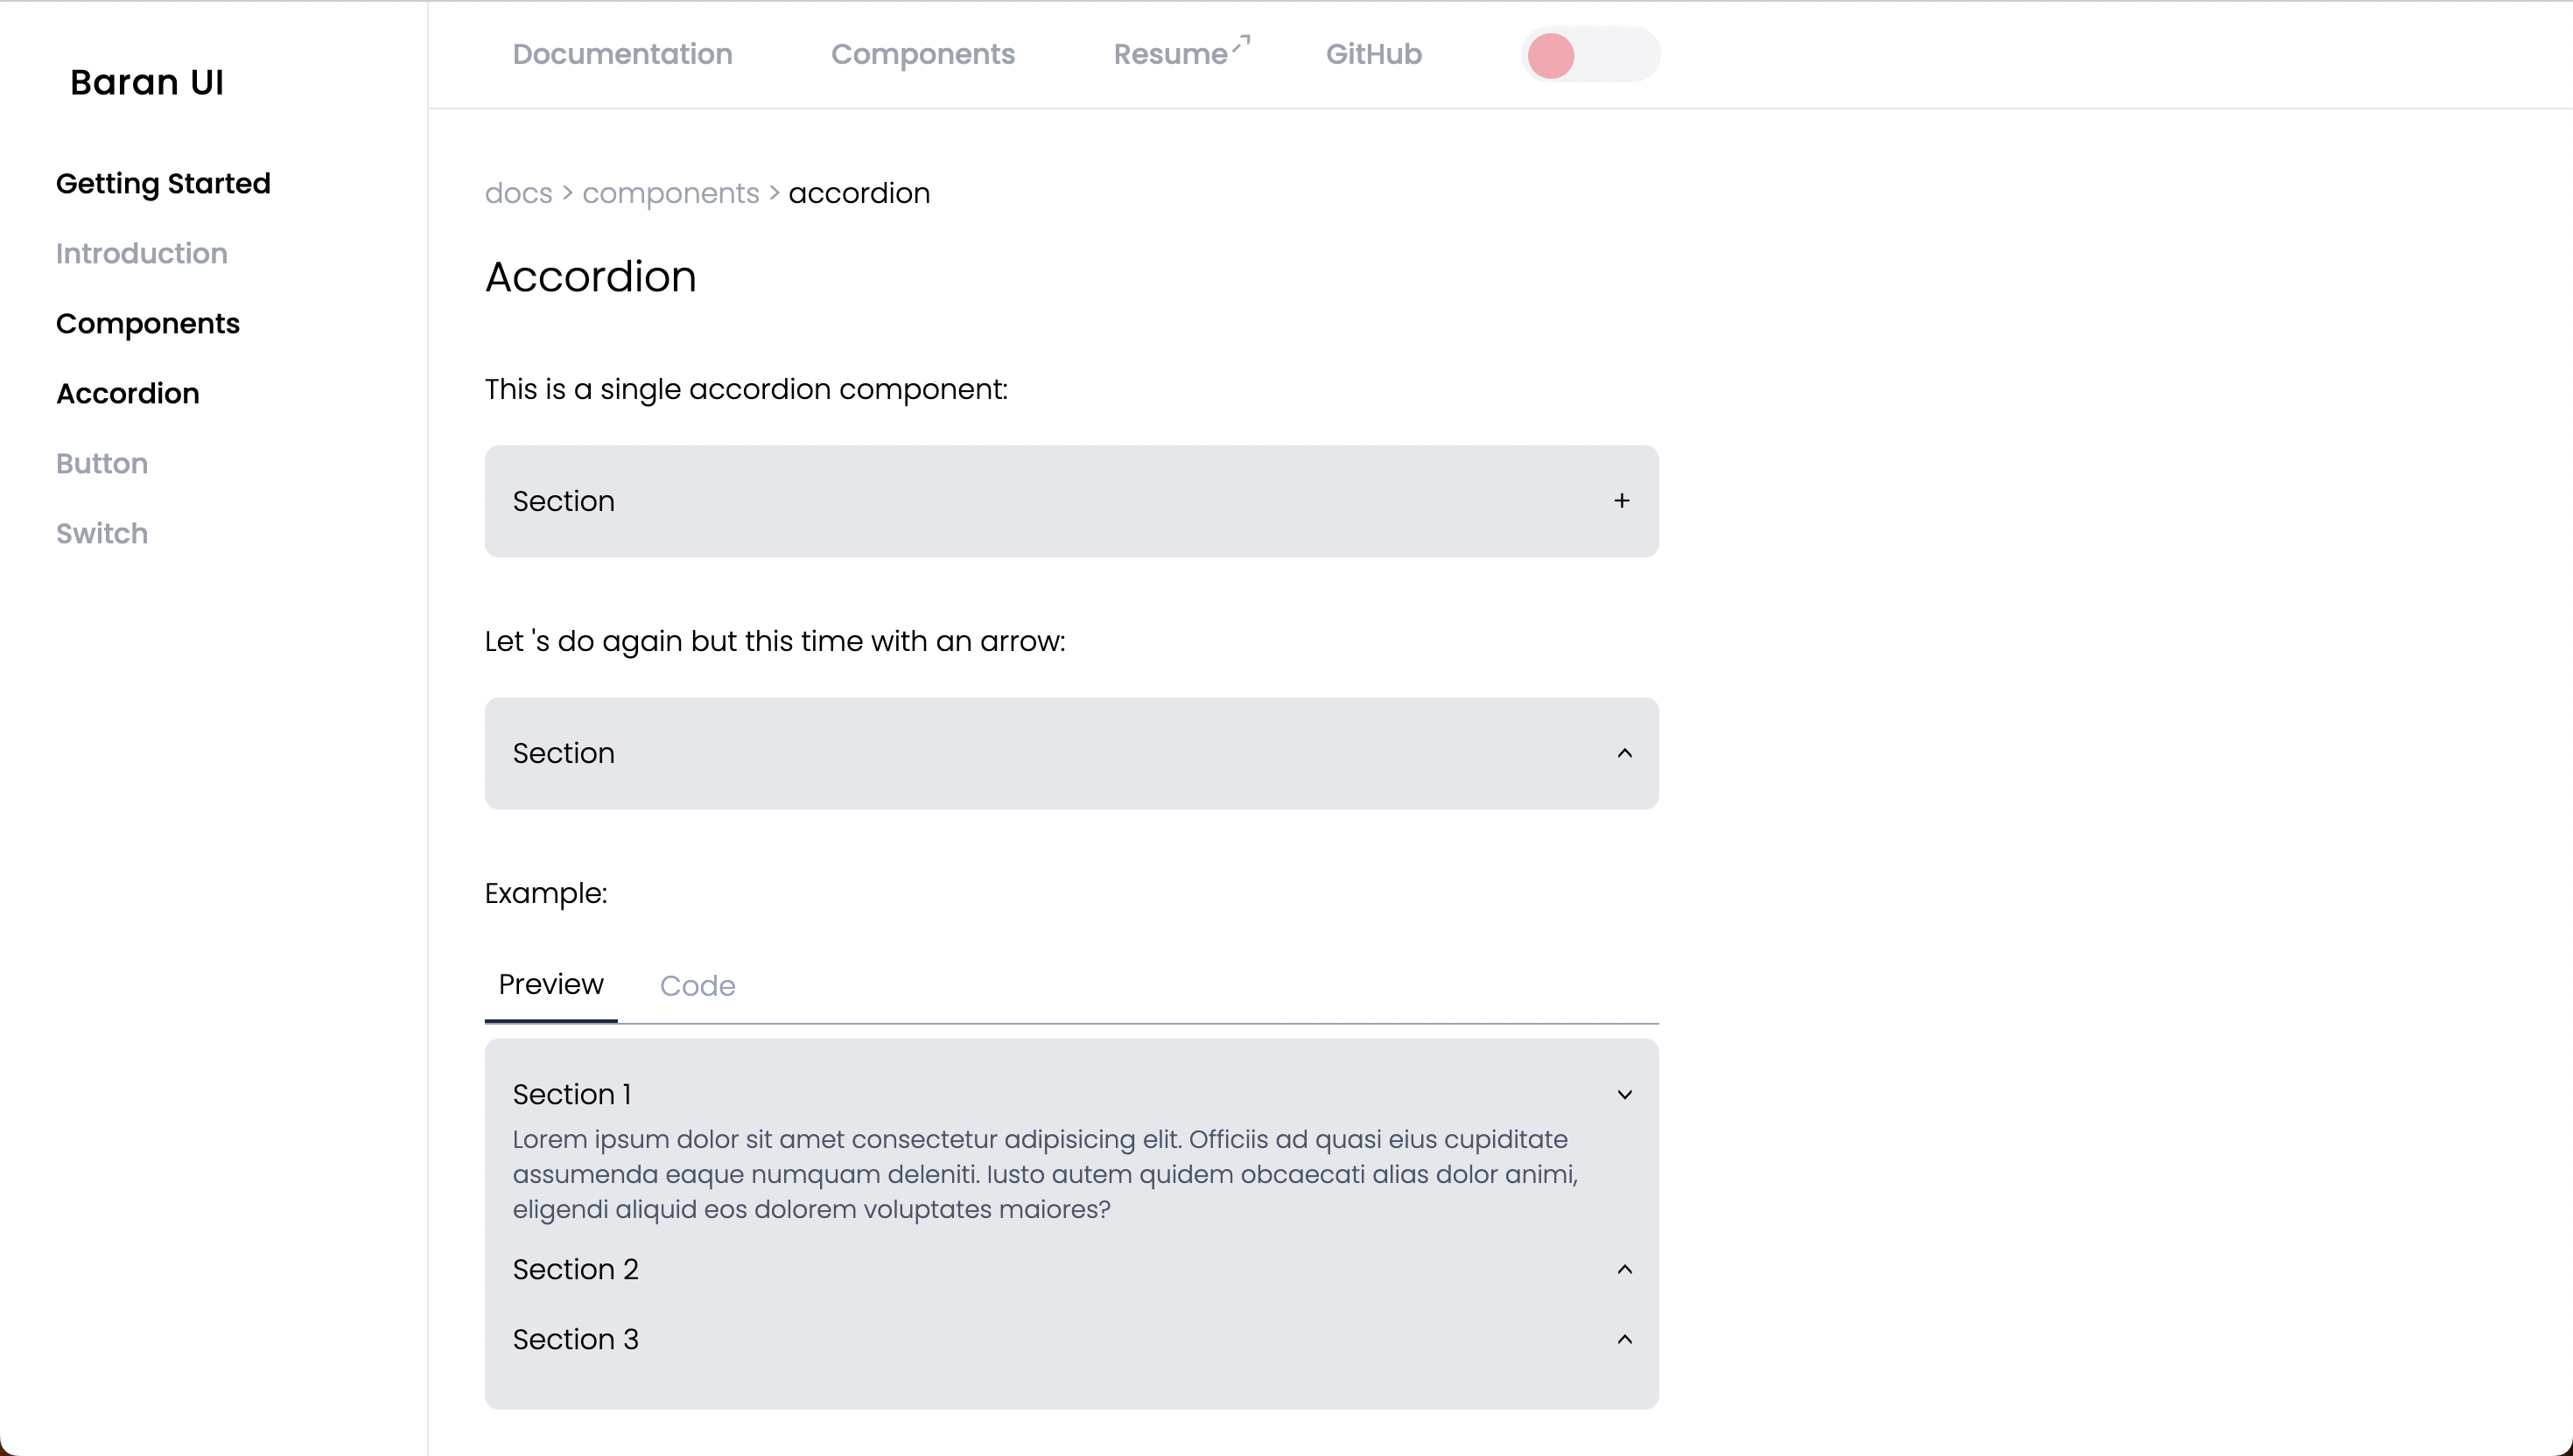 Baran UI
Getting Started
Introduction
Components
Accordion
Button
Switch
Documentation
Components
Resume
GitHub
docs > components > accordion
Accordion
This is a single accordion component:
Section +
Let 's do again but this time with an arrow:
Section
Example:
Preview Code
Section 1
Lorem ipsum dolor sit amet consectetur adipisicing elit. Officiis ad quasi eius cupiditate
assumenda eaque numquam deleniti. Iusto autem quidem obcaecati alias dolor animi,
eligendi aliquid eos dolorem voluptates maiores?
Section 2
Section 3